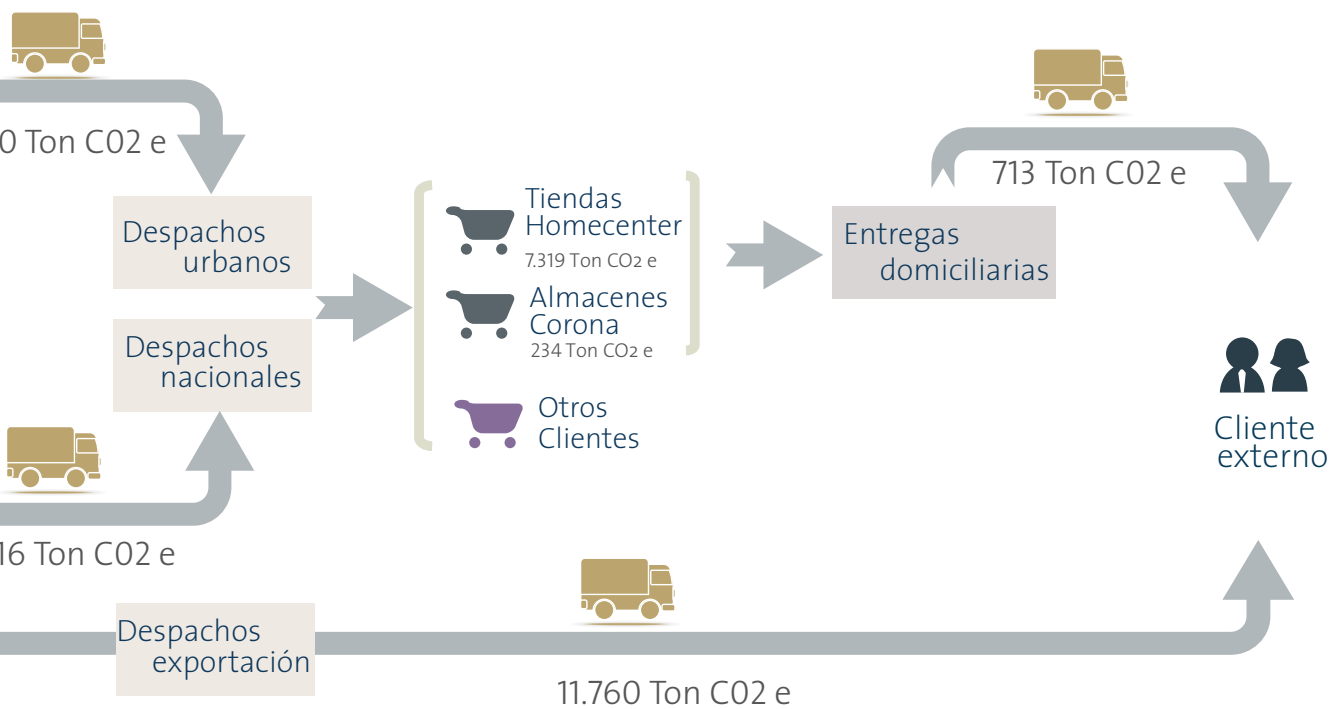 0 Ton C02 e
Despachos
urbanos
Despachos
nacionales
16 Ton C02 e
Despachos
exportación
Tiendas
Homecenter
7.319 Ton CO2 e
Almacenes
Corona
234 Ton CO2 e
Otros
Clientes
Entregas
domiciliarias
713 Ton C02 e
Cliente
externo
11.760 Ton C02 e